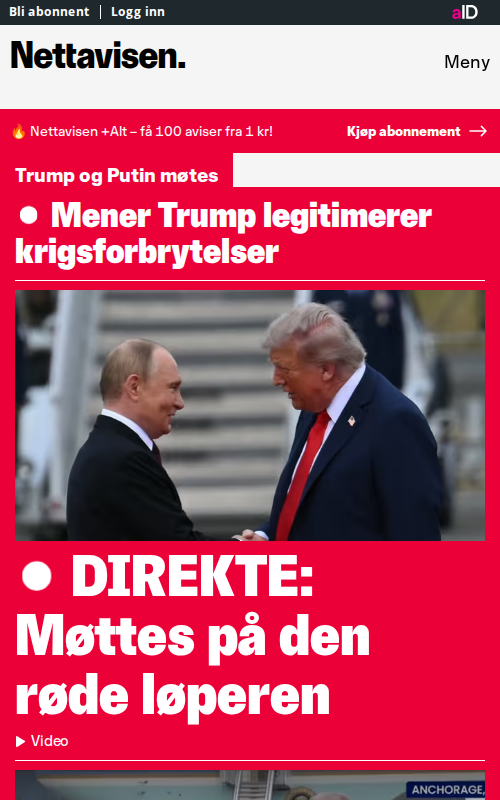 Bli abonnent | Logg inn
aID
Nettavisen.
Meny
🔥 Nettavisen +Alt – få 100 aviser fra 1 kr!
Kjøp abonnement →
Trump og Putin møtes
Mener Trump legitimerer
krigsforbrytelser
DIREKTE:
Møttes på den
røde løperen
Video
ANCHORAGE,